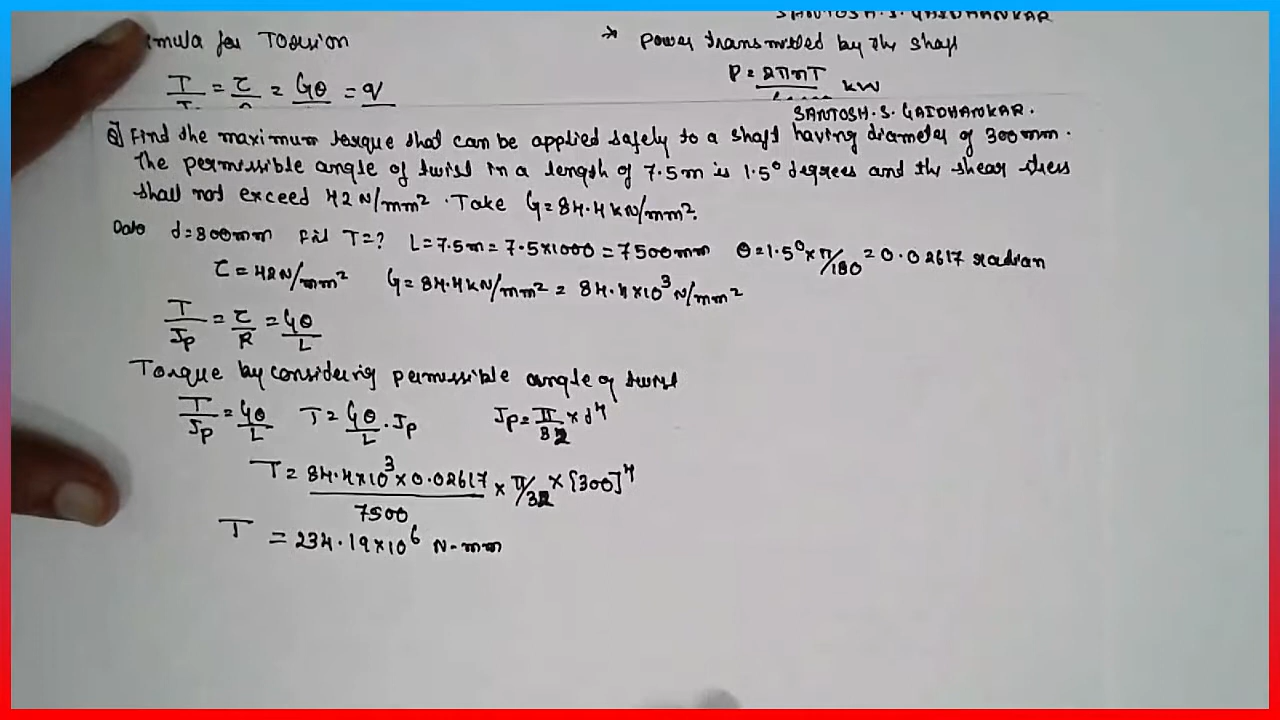 SANTOSH.S. GAIDHANKAR
mula for Torsion
→ power transmitted by the shaft
T = τ = Gθ = q
P = 2πnT kW
SANTOSH.S. GAIDHANKAR.
Q] Find the maximum torque that can be applied safely to a shaft having diameter of 300mm.
The permissible angle of twist in a length of 7.5m is 1.5° degrees and the shear stress
shall not exceed 42N/mm². Take G=84.4kN/mm².
Data d=300mm Find T=? L=7.5m=7.5×1000=7500mm θ=1.5°×π/180=0.02617 radian
τ=42N/mm² G=84.4kN/mm²=84.4×10³N/mm²
T/Jp = τ/R = Gθ/L
Torque by considering permissible angle of twist
T/Jp = Gθ/L T = Gθ/L . Jp Jp = π/32 × d⁴
T = 84.4×10³×0.02617/7500 × π/32 × [300]⁴
T = 234.19×10⁶ N-mm